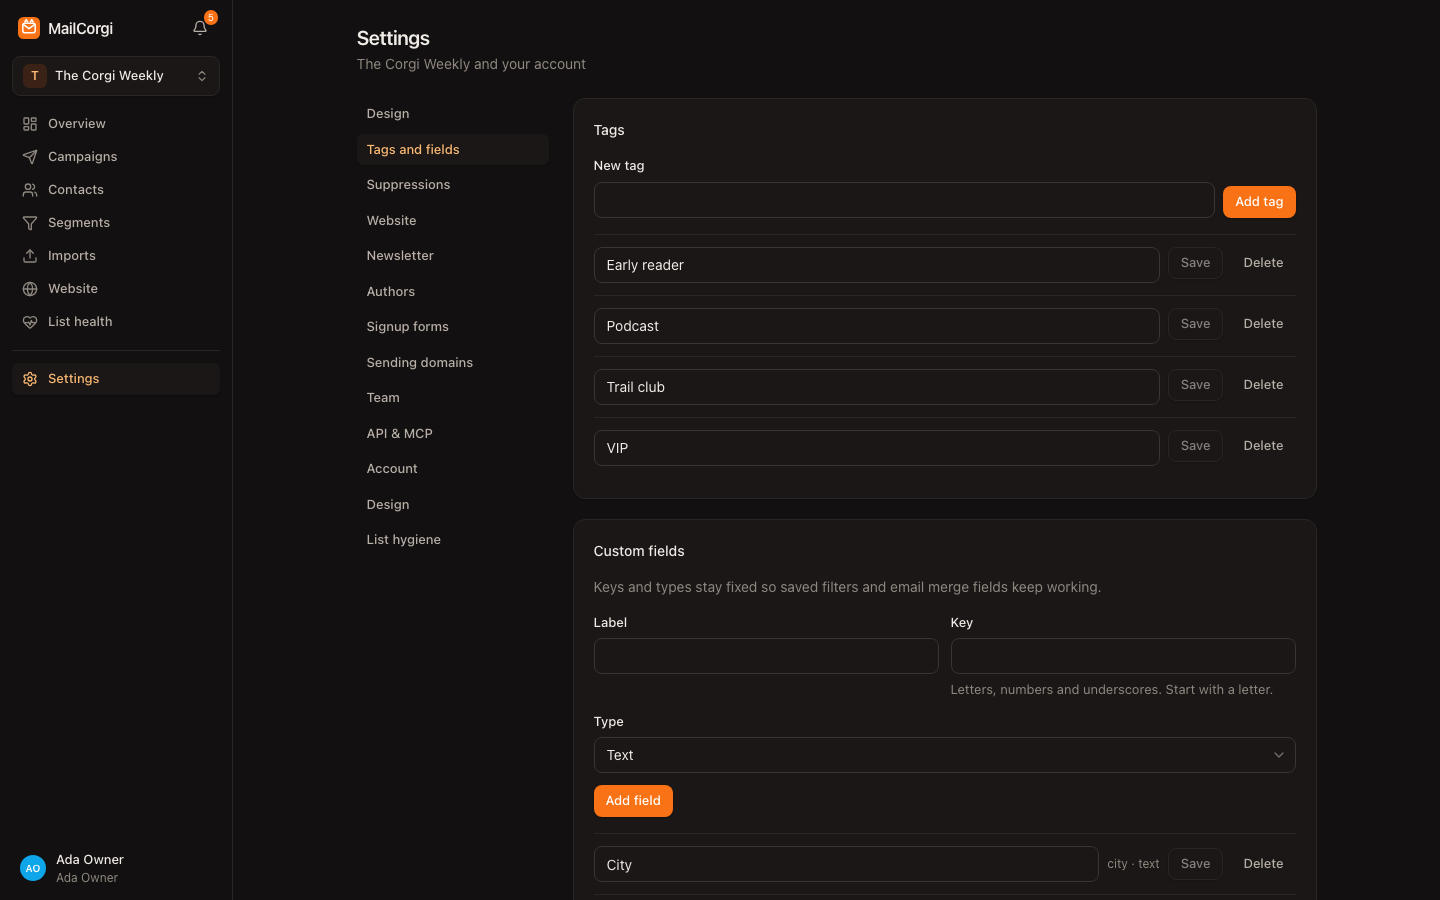 MailCorgi
5
T
The Corgi Weekly
Overview
Campaigns
Contacts
Segments
Imports
Website
List health
Settings
AO
Ada Owner
Ada Owner
Settings
The Corgi Weekly and your account
Design
Tags and fields
Suppressions
Website
Newsletter
Authors
Signup forms
Sending domains
Team
API & MCP
Account
Design
List hygiene
Tags
New tag
Add tag
Early reader Save Delete
Podcast Save Delete
Trail club Save Delete
VIP Save Delete
Custom fields
Keys and types stay fixed so saved filters and email merge fields keep working.
Label Key
Letters, numbers and underscores. Start with a letter.
Type
Text
Add field
City city · text Save Delete